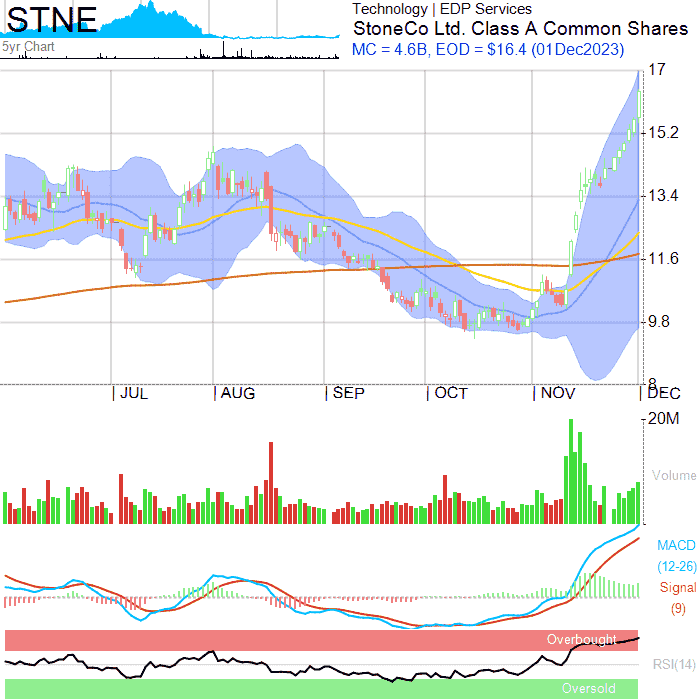 STNE
Technology | EDP Services
StoneCo Ltd. Class A Common Shares
5yr Chart
MC = 4.6B, EOD = $16.4 (01Dec2023)
17
15.2
13.4
11.6
9.8
8
JUL AUG SEP OCT NOV DEC
20M
Volume
MACD
(12-26)
Signal
(9)
Overbought
RSI(14)
Oversold